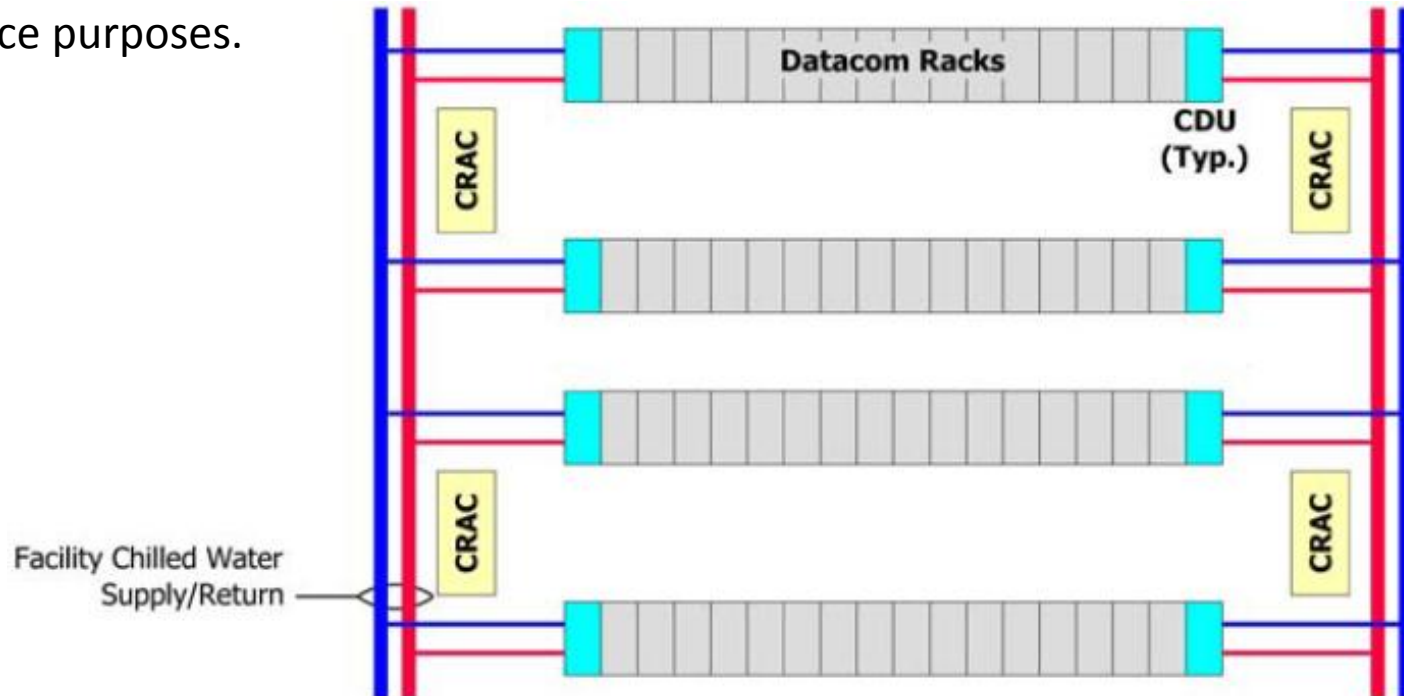 ce purposes.
Datacom Racks
CDU
(Typ.)
CRAC
CRAC
CRAC
CRAC
Facility Chilled Water
Supply/Return